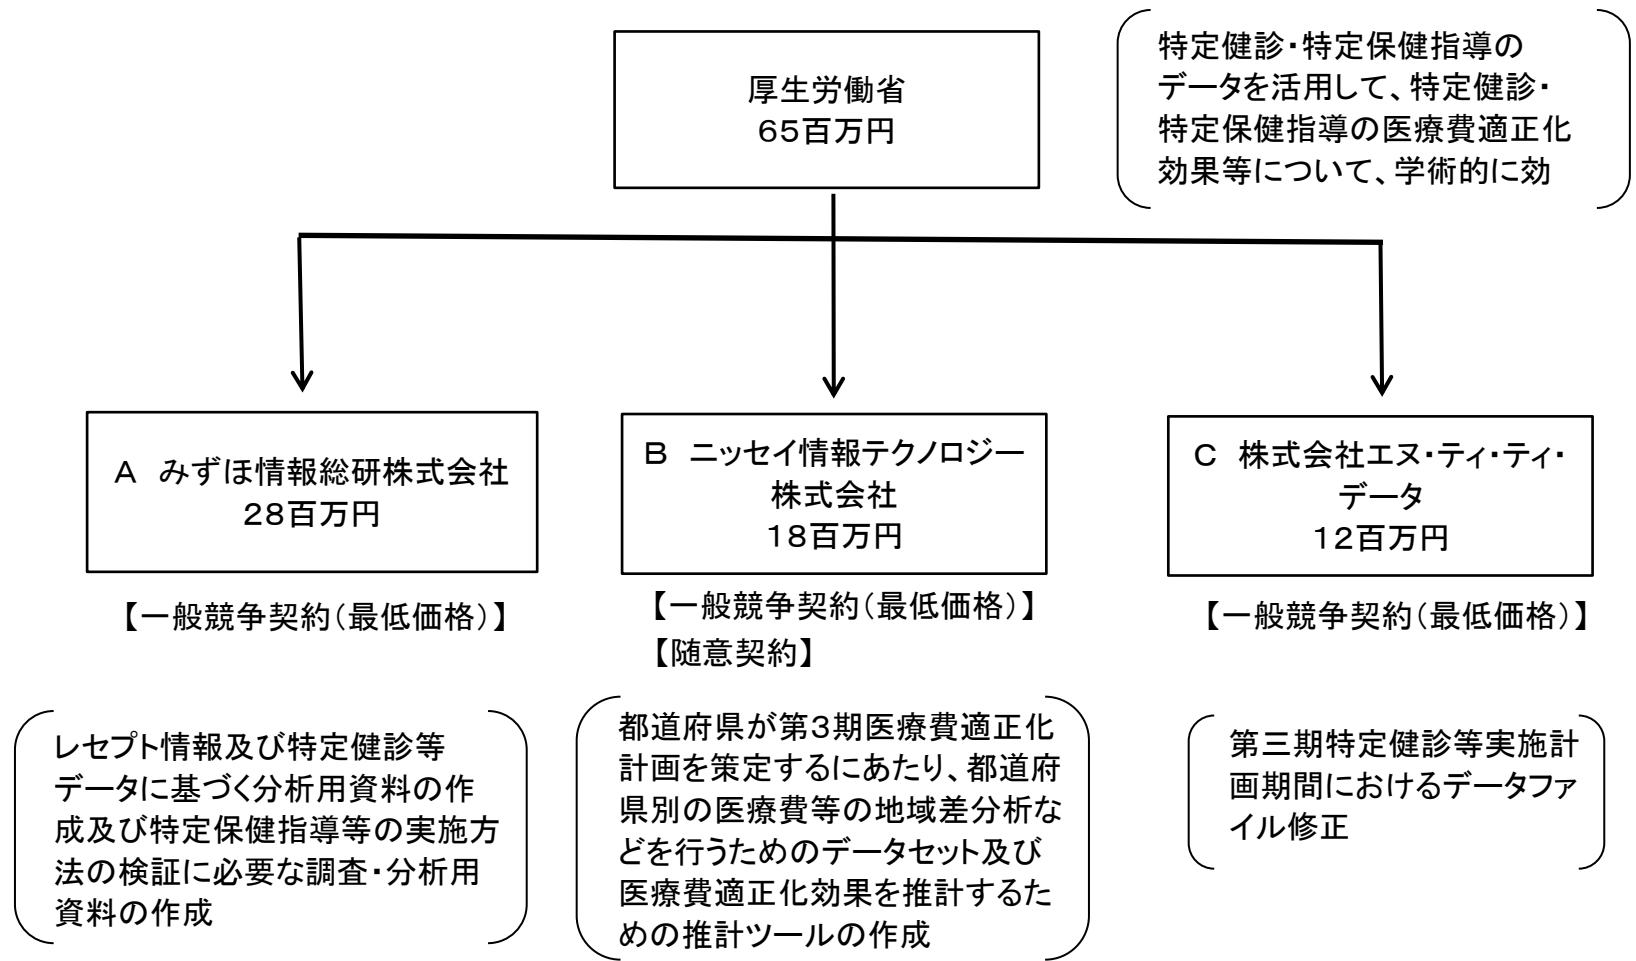 厚生労働省
６５百万円
特定健診・特定保健指導の
データを活用して、特定健診・
特定保健指導の医療費適正化
効果等について、学術的に効
A　みずほ情報総研株式会社
２８百万円
【一般競争契約（最低価格）】
レセプト情報及び特定健診等
データに基づく分析用資料の作
成及び特定保健指導等の実施方
法の検証に必要な調査・分析用
資料の作成
B　ニッセイ情報テクノロジー
株式会社
１８百万円
【一般競争契約（最低価格）】
【随意契約】
都道府県が第３期医療費適正化
計画を策定するにあたり、都道府
県別の医療費等の地域差分析な
どを行うためのデータセット及び
医療費適正化効果を推計するた
めの推計ツールの作成
C　株式会社エヌ・ティ・ティ・
データ
１２百万円
【一般競争契約（最低価格）】
第三期特定健診等実施計
画期間におけるデータファ
イル修正